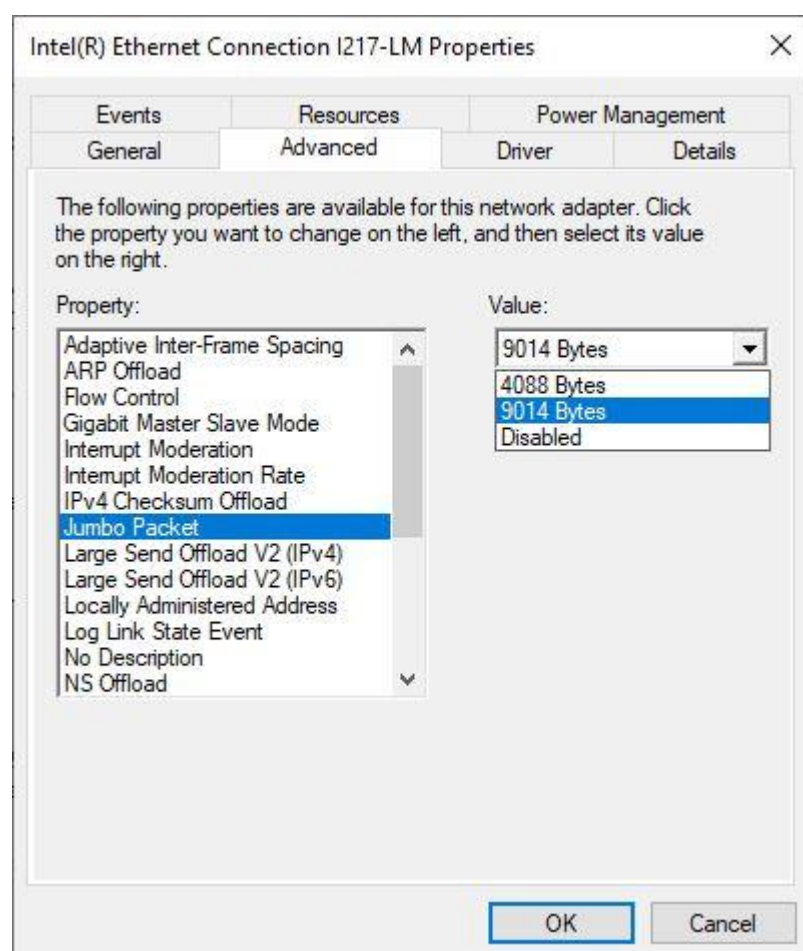 Intel(R) Ethernet Connection I217-LM Properties
Events Resources Power Management
General Advanced Driver Details
The following properties are available for this network adapter. Click
the property you want to change on the left, and then select its value
on the right.
Property:
Value:
Adaptive Inter-Frame Spacing
ARP Offload
Flow Control
Gigabit Master Slave Mode
Interrupt Moderation
Interrupt Moderation Rate
IPv4 Checksum Offload
Jumbo Packet
Large Send Offload V2 (IPv4)
Large Send Offload V2 (IPv6)
Locally Administered Address
Log Link State Event
No Description
NS Offload
9014 Bytes
4088 Bytes
9014 Bytes
Disabled
OK Cancel